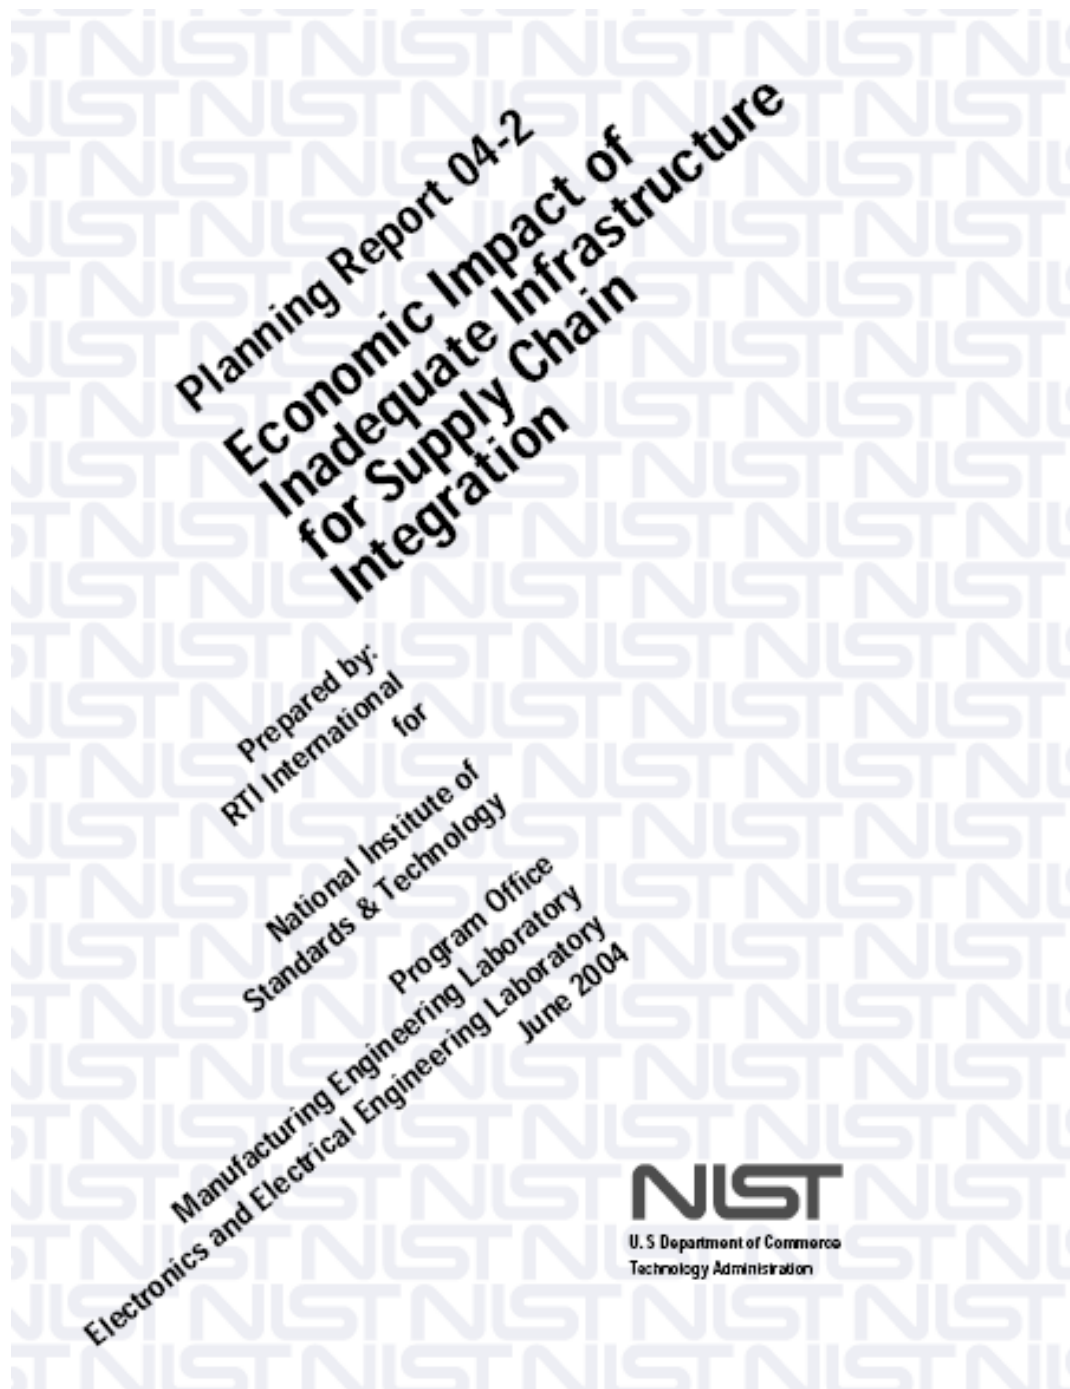 Planning Report 04-2
Economic Impact of
Inadequate Infrastructure
for Supply Chain
Integration
Prepared by:
RTI International
for
National Institute of
Standards & Technology
Program Office
Manufacturing Engineering Laboratory
Electronics and Electrical Engineering Laboratory
June 2004
NIST
U.S Department of Commerce
Technology Administration